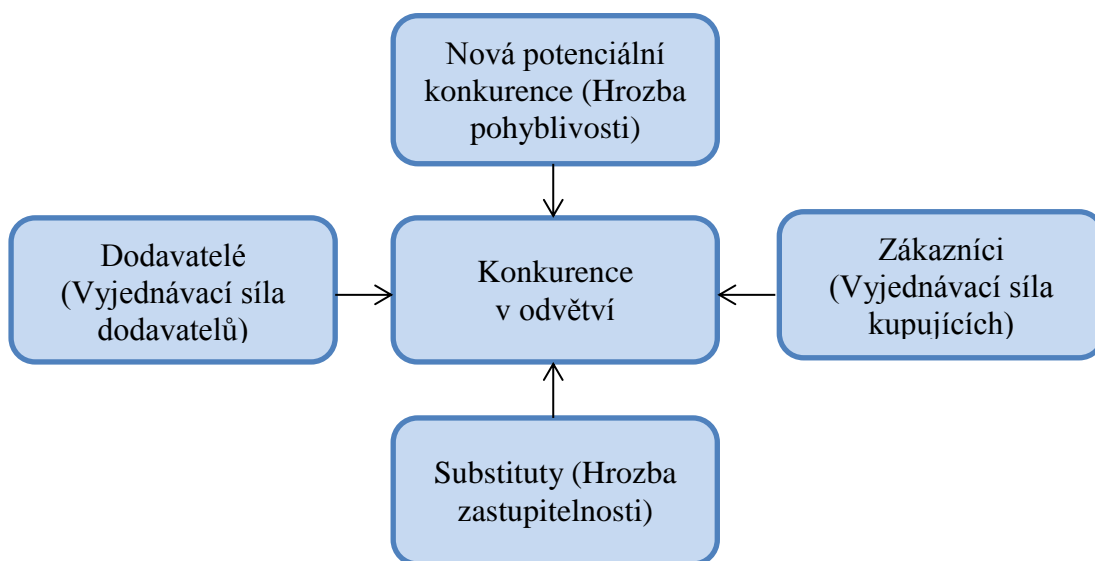 Nová potenciální
konkurence (Hrozba
pohyblivosti)
Dodavatelé
(Vyjednávací síla
dodavatelů)
Konkurence
v odvětví
Zákazníci
(Vyjednávací síla
kupujících)
Substituty (Hrozba
zastupitelnosti)